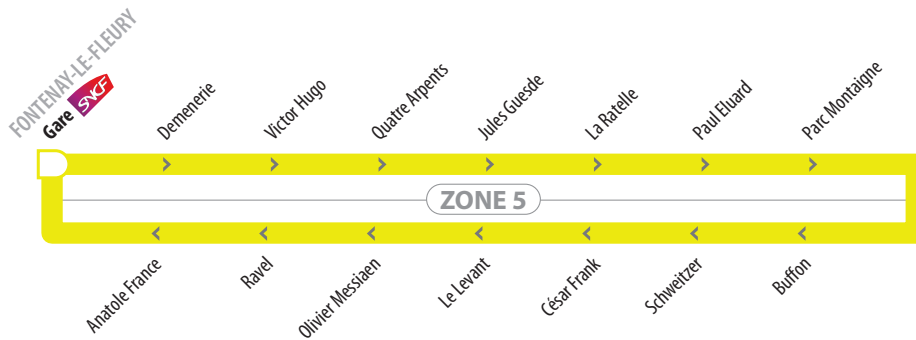 FONTENAY-LE-FLEURY
Gare SNCF
Demenerie
Victor Hugo
Quatre Arpents
Jules Guesde
La Ratelle
Paul Eluard
Parc Montaigne
ZONE 5
Anatole France
Ravel
Olivier Messiaen
Le Levant
César Frank
Schweitzer
Buffon